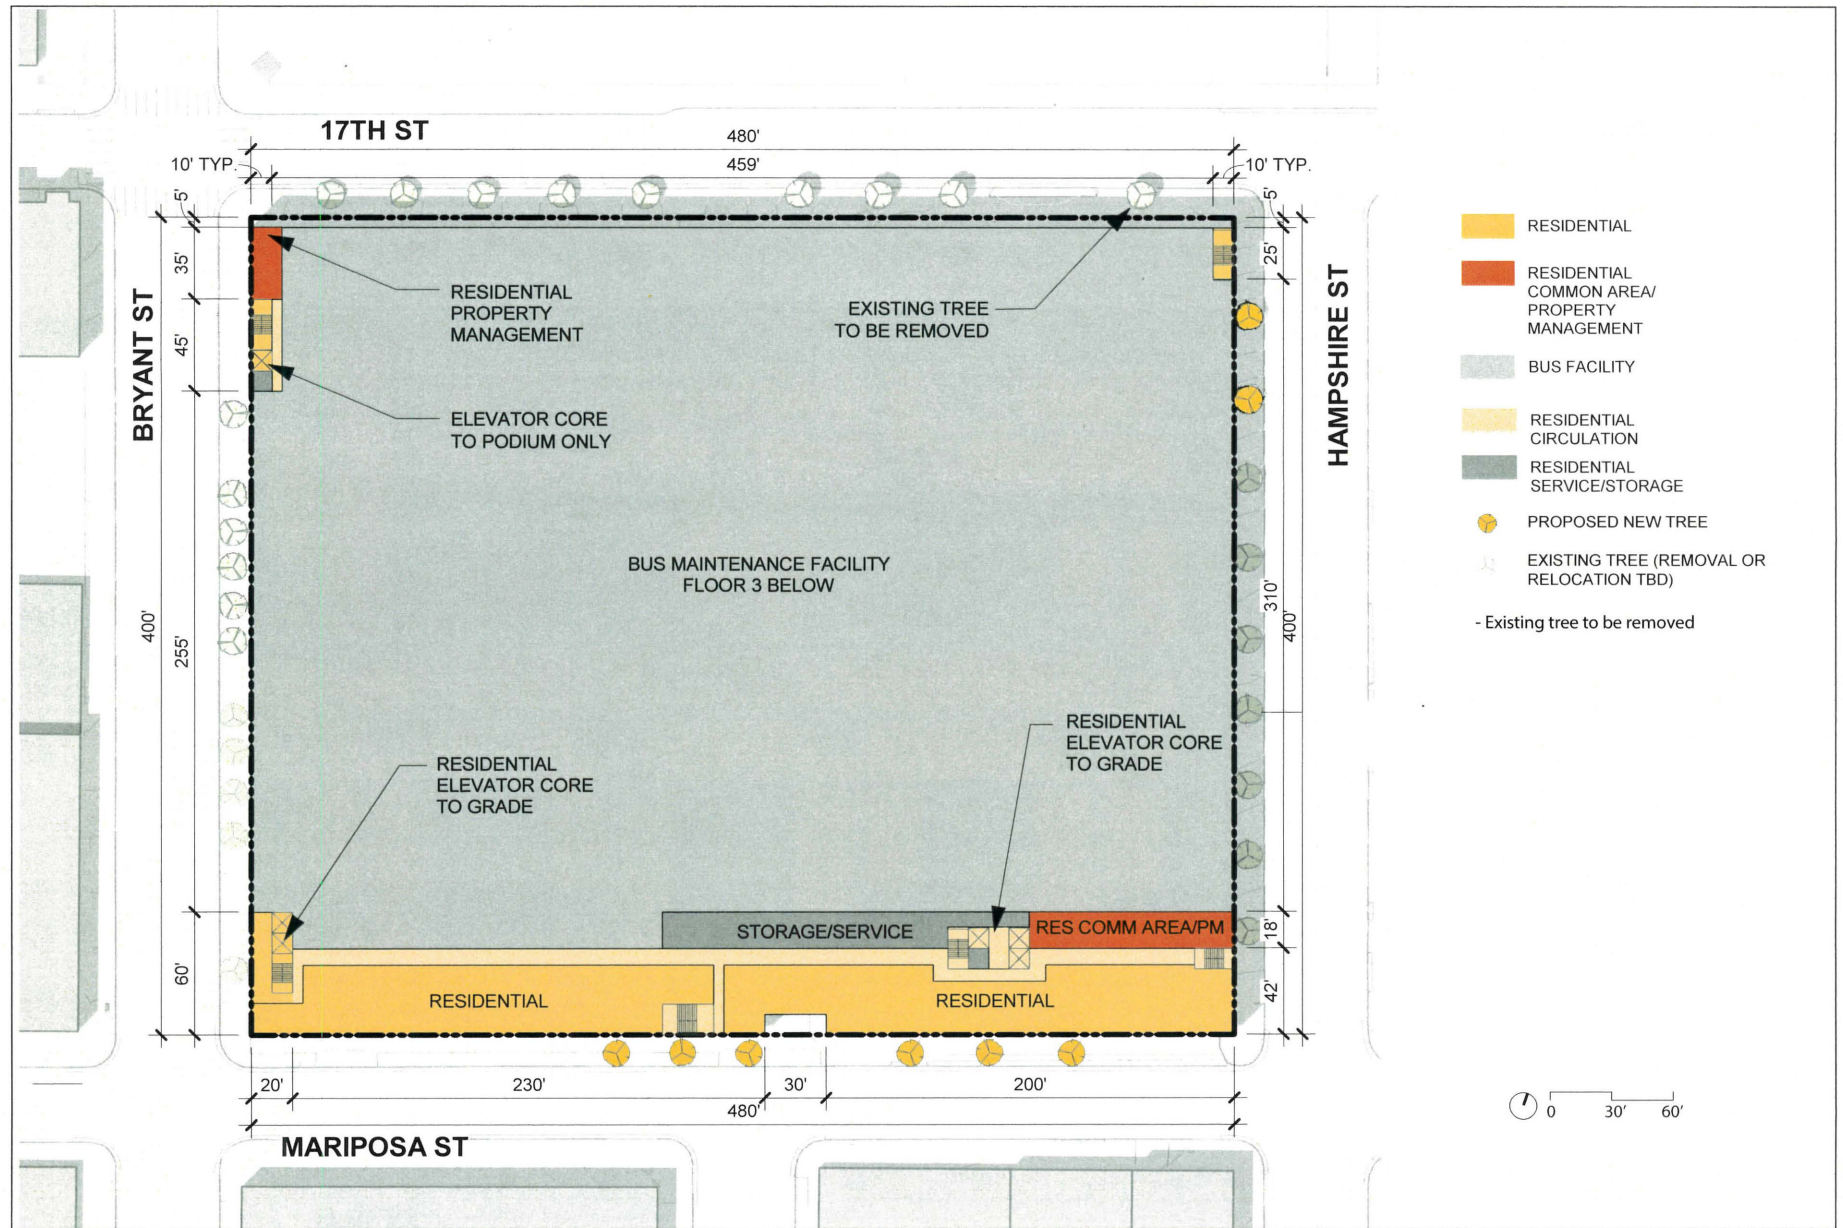 17TH ST
480'
10' TYP.
459'
10' TYP.
5'
5'
35'
25'
45'
400'
255'
60'
310'
400'
18'
42'
BRYANT ST
HAMPSHIRE ST
RESIDENTIAL
PROPERTY
MANAGEMENT
EXISTING TREE
TO BE REMOVED
ELEVATOR CORE
TO PODIUM ONLY
BUS MAINTENANCE FACILITY
FLOOR 3 BELOW
RESIDENTIAL
ELEVATOR CORE
TO GRADE
RESIDENTIAL
ELEVATOR CORE
TO GRADE
STORAGE/SERVICE
RES COMM AREA/PM
RESIDENTIAL
RESIDENTIAL
20'
230'
30'
200'
480'
MARIPOSA ST
RESIDENTIAL
RESIDENTIAL
COMMON AREA/
PROPERTY
MANAGEMENT
BUS FACILITY
RESIDENTIAL
CIRCULATION
RESIDENTIAL
SERVICE/STORAGE
PROPOSED NEW TREE
EXISTING TREE (REMOVAL OR
RELOCATION TBD)
- Existing tree to be removed
0 30' 60'